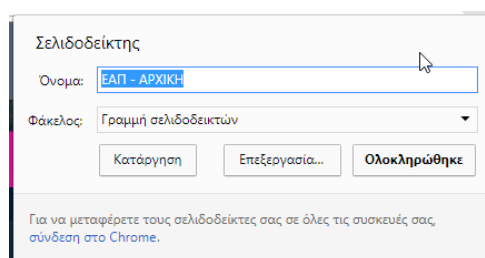 Σελιδοδείκτης
Όνομα: ΕΑΠ - ΑΡΧΙΚΗ
Φάκελος: Γραμμή σελιδοδεικτών
Κατάργηση Επεξεργασία... Ολοκληρώθηκε
Για να μεταφέρετε τους σελιδοδείκτες σας σε όλες τις συσκευές σας,
σύνδεση στο Chrome.